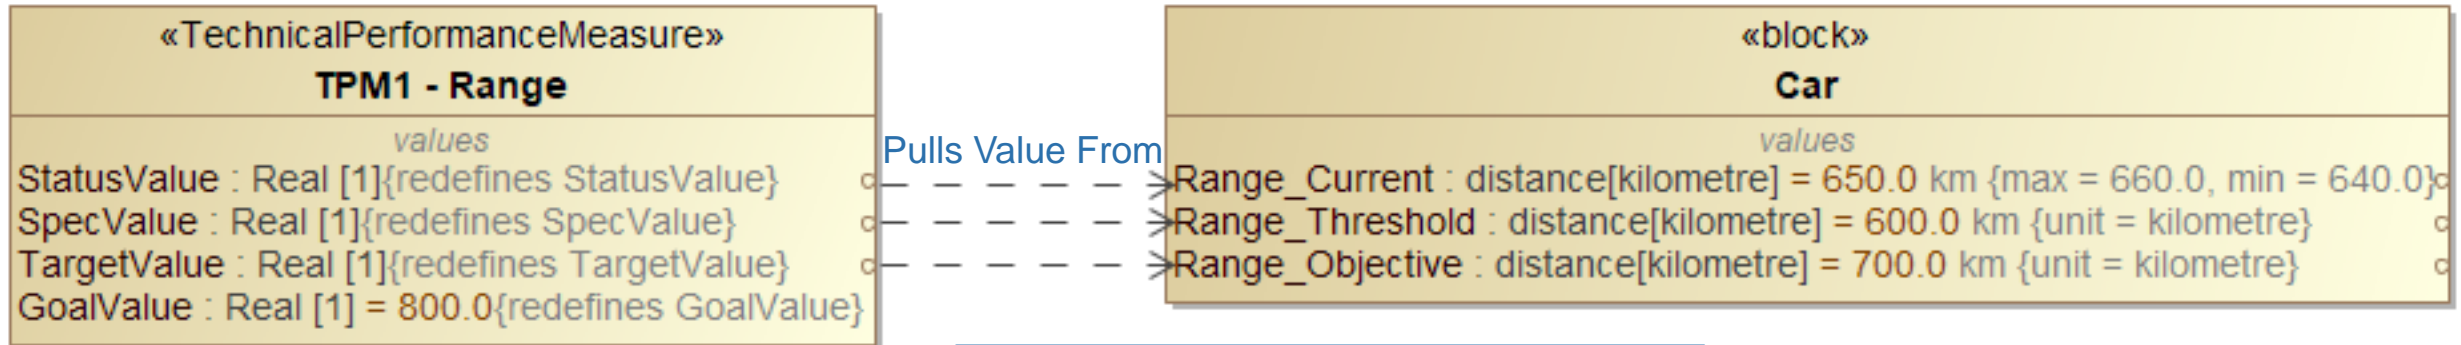 «TechnicalPerformanceMeasure»
TPM1 - Range
values
StatusValue : Real [1]{redefines StatusValue}
SpecValue : Real [1]{redefines SpecValue}
TargetValue : Real [1]{redefines TargetValue}
GoalValue : Real [1] = 800.0{redefines GoalValue}
Pulls Value From
«block»
Car
values
Range_Current : distance[kilometre] = 650.0 km {max = 660.0, min = 640.0}
Range_Threshold : distance[kilometre] = 600.0 km {unit = kilometre}
Range_Objective : distance[kilometre] = 700.0 km {unit = kilometre}